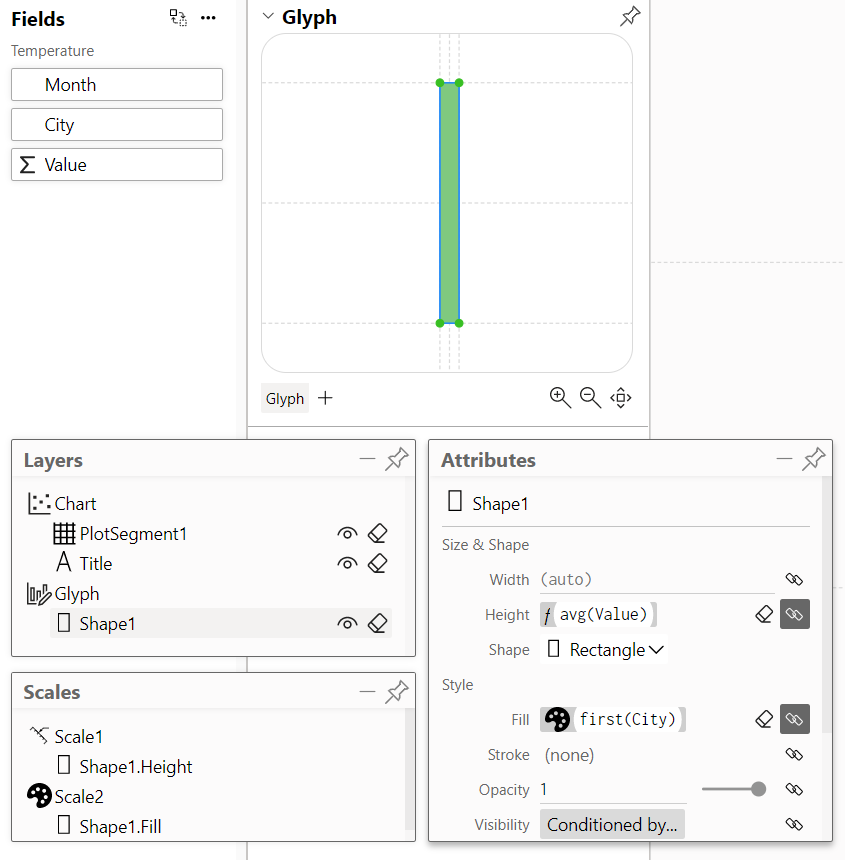 Fields
Temperature
Month
City
Σ Value
Glyph
Glyph
Layers
Chart
PlotSegment1
A Title
Glyph
Shape1
Scales
Scale1
Shape1.Height
Scale2
Shape1.Fill
Attributes
Shape1
Size & Shape
Width (auto)
Height f avg(Value)
Shape Rectangle
Style
Fill first(City)
Stroke (none)
Opacity 1
Visibility Conditioned by...